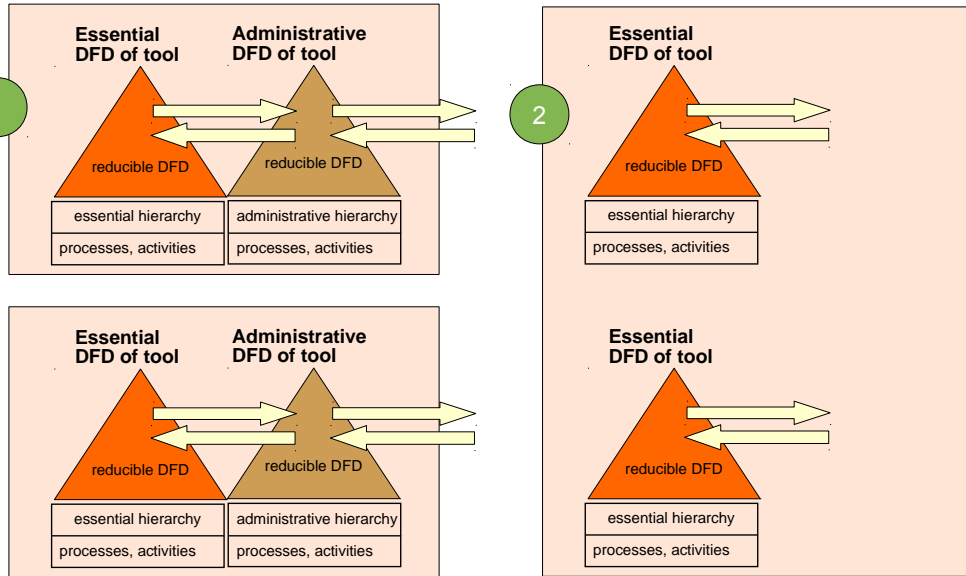 Essential
DFD of tool
Administrative
DFD of tool
reducible DFD
reducible DFD
essential hierarchy
administrative hierarchy
processes, activities
processes, activities
Essential
DFD of tool
Administrative
DFD of tool
reducible DFD
reducible DFD
essential hierarchy
administrative hierarchy
processes, activities
processes, activities
2
Essential
DFD of tool
reducible DFD
essential hierarchy
processes, activities
Essential
DFD of tool
reducible DFD
essential hierarchy
processes, activities